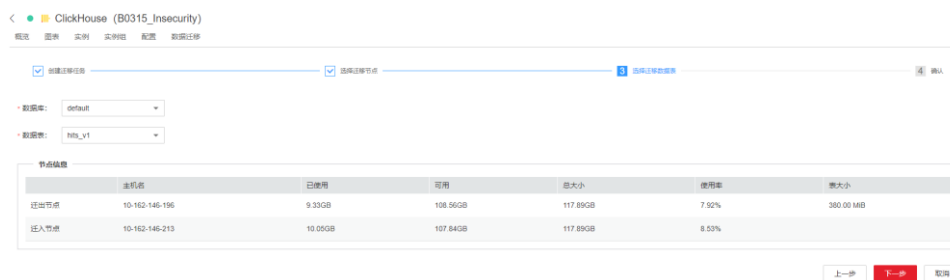 ClickHouse (B0315_Insecurity)
概览 图表 实例 实例组 配置 数据迁移
创建迁移任务 选择迁移节点 3 选择迁移数据表 4 确认
* 数据库: default
* 数据表: hits_v1
节点信息
主机名 已使用 可用 总大小 使用率 表大小
迁出节点 10-162-146-196 9.33GB 108.56GB 117.89GB 7.92% 380.00 MiB
迁入节点 10-162-146-213 10.05GB 107.84GB 117.89GB 8.53%
上一步 下一步 取消